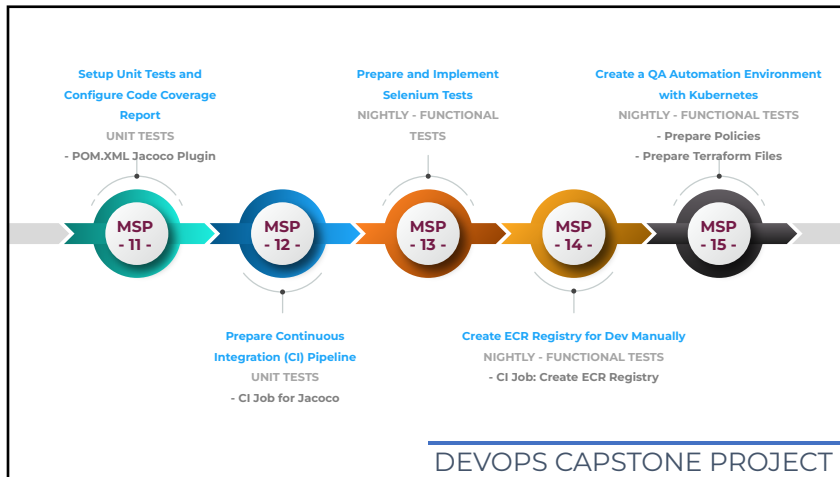 Setup Unit Tests and
Configure Code Coverage
Report
UNIT TESTS
- POM.XML Jacoco Plugin
Prepare and Implement
Selenium Tests
NIGHTLY - FUNCTIONAL
TESTS
Create a QA Automation Environment
with Kubernetes
NIGHTLY - FUNCTIONAL TESTS
- Prepare Policies
- Prepare Terraform Files
MSP
- 11 -
MSP
- 12 -
MSP
- 13 -
MSP
- 14 -
MSP
- 15 -
Prepare Continuous
Integration (CI) Pipeline
UNIT TESTS
- CI Job for Jacoco
Create ECR Registry for Dev Manually
NIGHTLY - FUNCTIONAL TESTS
- CI Job: Create ECR Registry
DEVOPS CAPSTONE PROJECT